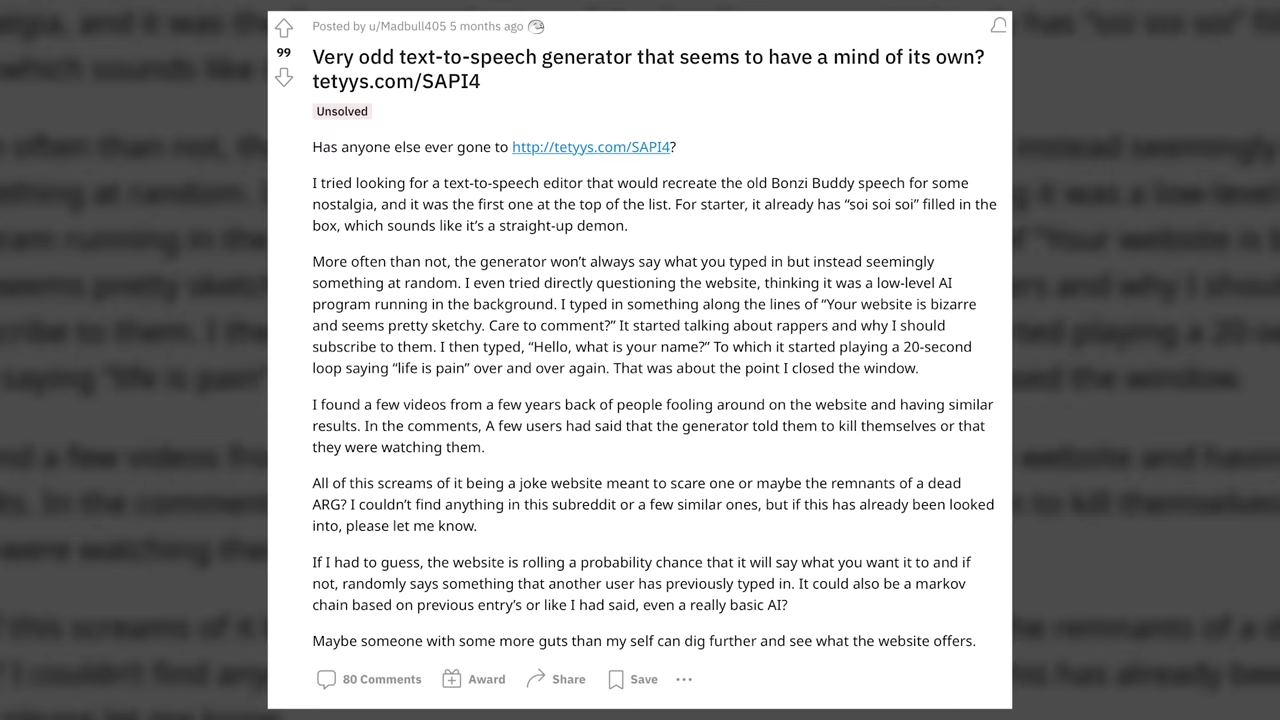 Posted by u/Madbull405 5 months ago
99
Very odd text-to-speech generator that seems to have a mind of its own?
tetyys.com/SAPI4
Unsolved
Has anyone else ever gone to http://tetyys.com/SAPI4?
I tried looking for a text-to-speech editor that would recreate the old Bonzi Buddy speech for some
nostalgia, and it was the first one at the top of the list. For starter, it already has “soi soi soi” filled in the
box, which sounds like it’s a straight-up demon.
More often than not, the generator won’t always say what you typed in but instead seemingly
something at random. I even tried directly questioning the website, thinking it was a low-level AI
program running in the background. I typed in something along the lines of “Your website is bizarre
and seems pretty sketchy. Care to comment?” It started talking about rappers and why I should
subscribe to them. I then typed, “Hello, what is your name?” To which it started playing a 20-second
loop saying “life is pain” over and over again. That was about the point I closed the window.
I found a few videos from a few years back of people fooling around on the website and having similar
results. In the comments, A few users had said that the generator told them to kill themselves or that
they were watching them.
All of this screams of it being a joke website meant to scare one or maybe the remnants of a dead
ARG? I couldn’t find anything in this subreddit or a few similar ones, but if this has already been looked
into, please let me know.
If I had to guess, the website is rolling a probability chance that it will say what you want it to and if
not, randomly says something that another user has previously typed in. It could also be a markov
chain based on previous entry’s or like I had said, even a really basic AI?
Maybe someone with some more guts than my self can dig further and see what the website offers.
80 Comments Award Share Save